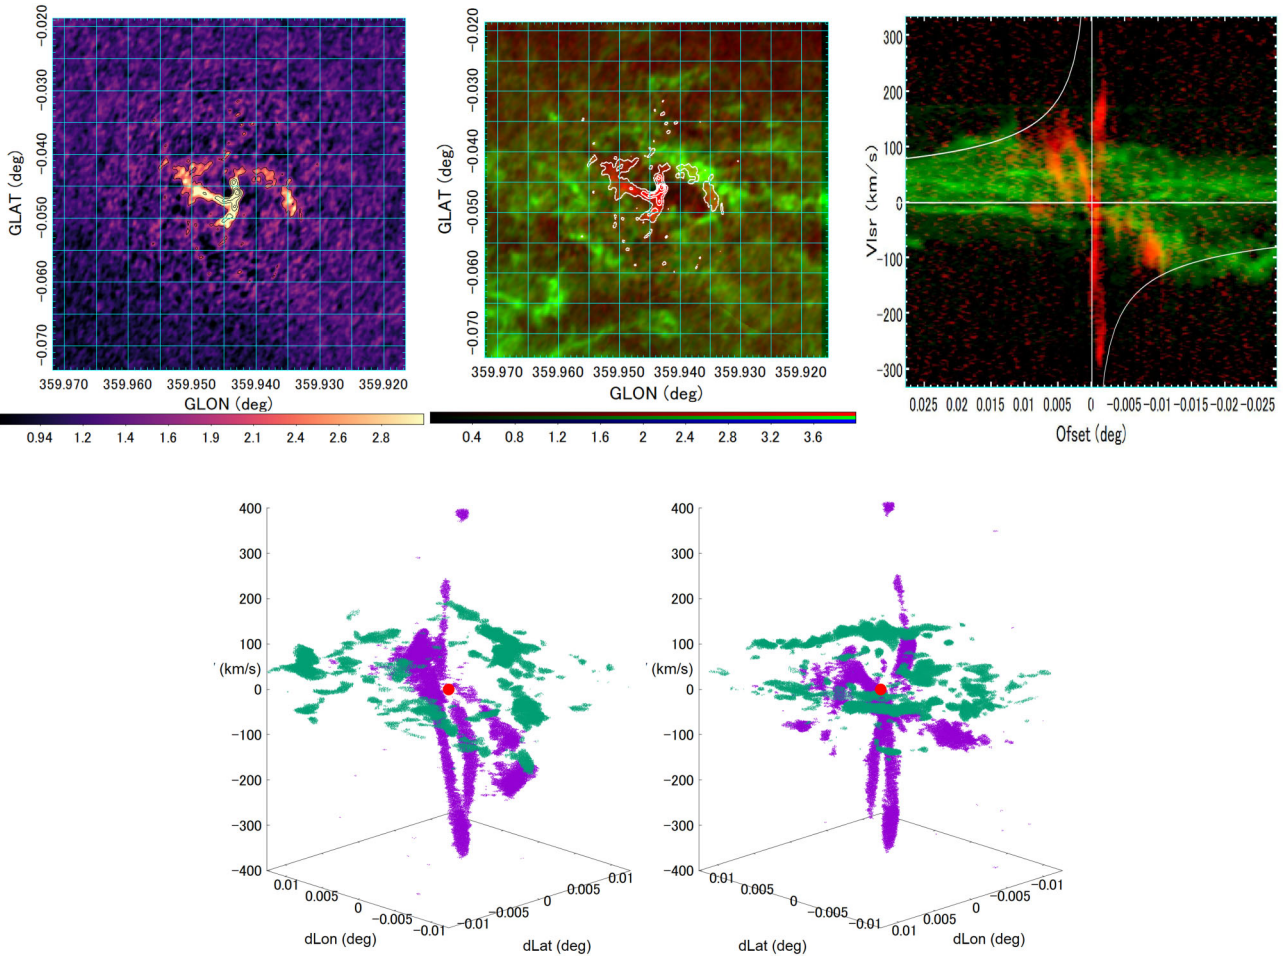 GLAT (deg)
−0.020
−0.030
−0.040
−0.050
−0.060
−0.070
359.970 359.960 359.950 359.940 359.930 359.920
GLON (deg)
0.94 1.2 1.4 1.6 1.9 2.1 2.4 2.6 2.8
GLAT (deg)
−0.020
−0.030
−0.040
−0.050
−0.060
−0.070
359.970 359.960 359.950 359.940 359.930 359.920
GLON (deg)
0.4 0.8 1.2 1.6 2 2.4 2.8 3.2 3.6
Vlsr (km/s)
300
200
100
0
-100
-200
-300
0.025 0.02 0.015 0.01 0.005 0 -0.005-0.01-0.015-0.02-0.025
Ofset (deg)
400
300
200
100
(km/s)
0
−100
−200
−300
−400
0.01 0.005 0 −0.005 −0.01
−0.01 −0.005 0 0.005 0.01
dLon (deg)
dLat (deg)
400
300
200
100
(km/s)
0
−100
−200
−300
−400
0.01 0.005 0 −0.005 −0.01
0.01 0.005 0 −0.005 −0.01
dLat (deg)
dLon (deg)